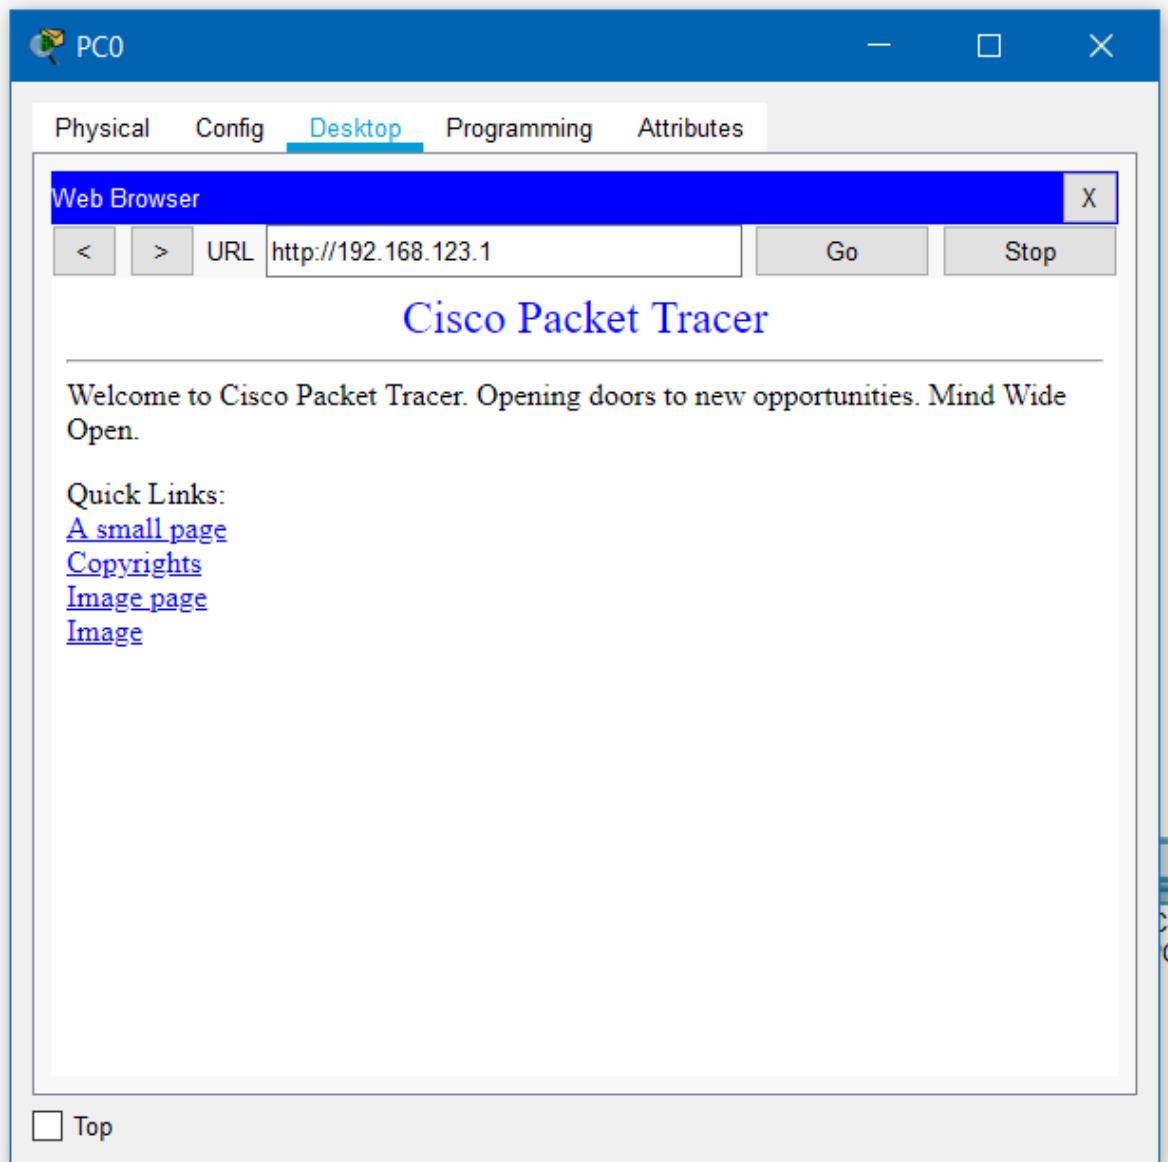 PC0
Physical Config Desktop Programming Attributes
Web Browser X
< > URL http://192.168.123.1 Go Stop
Cisco Packet Tracer
Welcome to Cisco Packet Tracer. Opening doors to new opportunities. Mind Wide
Open.
Quick Links:
A small page
Copyrights
Image page
Image
Top